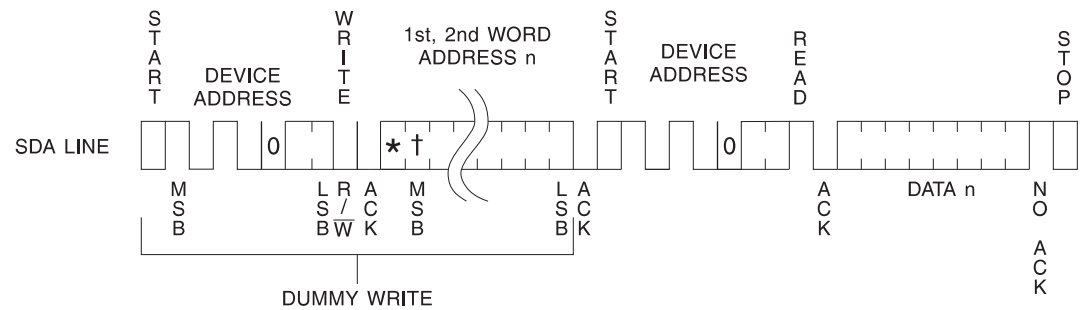 START
WRITE
1st, 2nd WORD
ADDRESS n
START
READ
STOP
DEVICE
ADDRESS
DEVICE
ADDRESS
SDA LINE
0
* †
0
MSB
LSB
R/W̅
ACK
MSB
LSB
ACK
ACK
DATA n
NO ACK
DUMMY WRITE